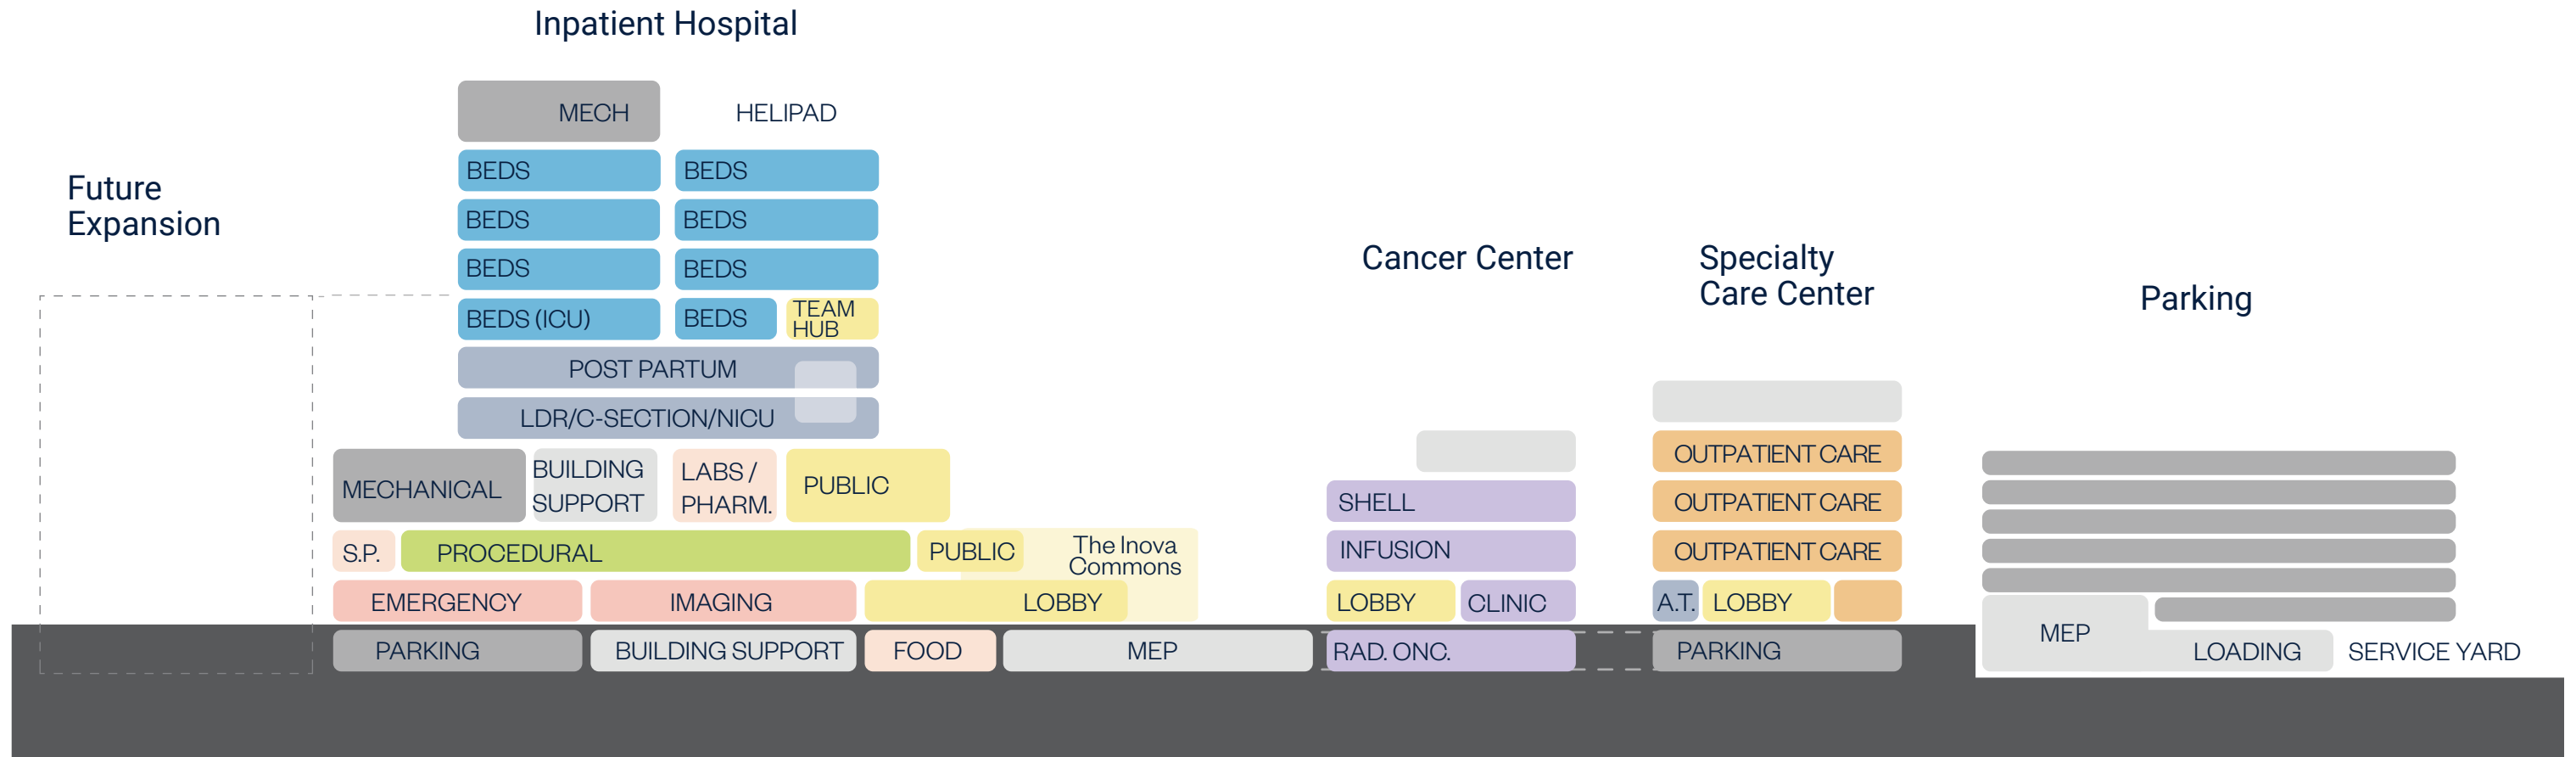 Inpatient Hospital
MECH
HELIPAD
BEDS
BEDS
Future
Expansion
BEDS
BEDS
BEDS
BEDS
BEDS (ICU)
BEDS
TEAM
HUB
POST PARTUM
LDR/C-SECTION/NICU
MECHANICAL
BUILDING
SUPPORT
LABS /
PHARM.
PUBLIC
S.P.
PROCEDURAL
PUBLIC
The Inova
Commons
EMERGENCY
IMAGING
LOBBY
PARKING
BUILDING SUPPORT
FOOD
MEP
Cancer Center
SHELL
INFUSION
LOBBY
CLINIC
RAD. ONC.
Specialty
Care Center
OUTPATIENT CARE
OUTPATIENT CARE
OUTPATIENT CARE
A.T.
LOBBY
PARKING
Parking
MEP
LOADING
SERVICE YARD